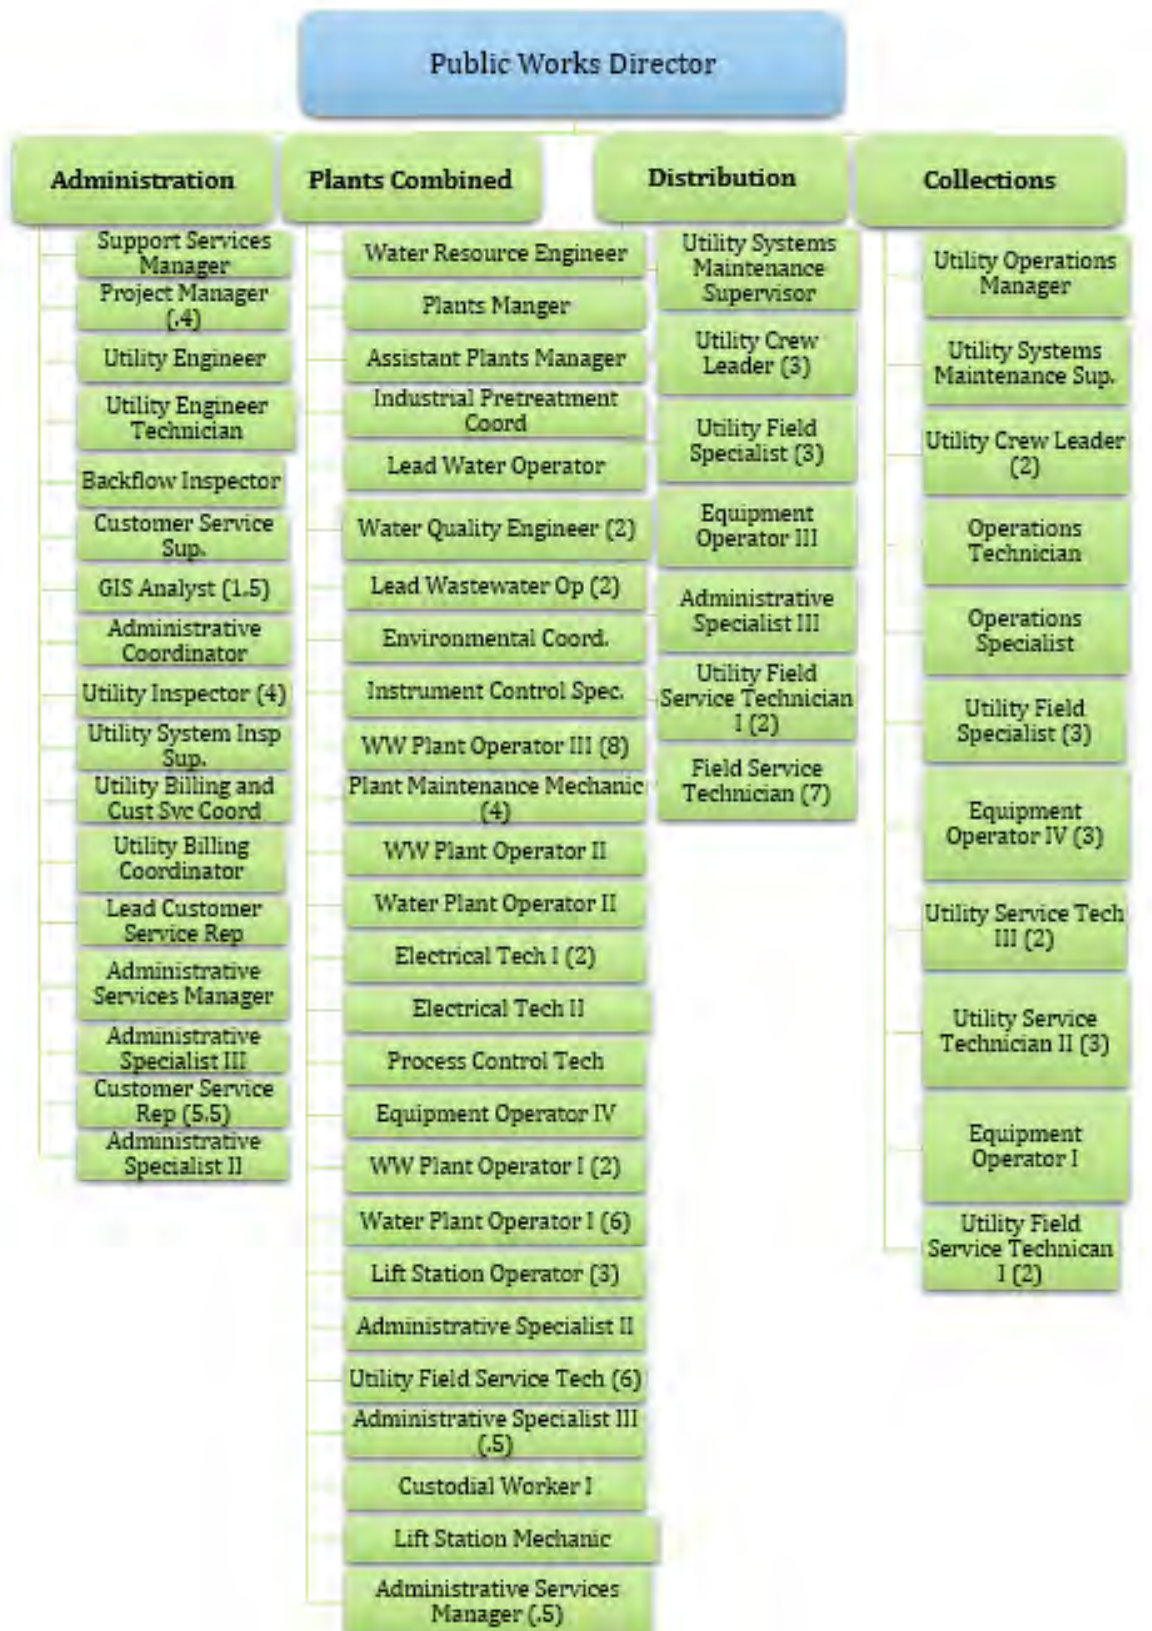 Public Works Director
Administration
Support Services
Manager
Project Manager
(.4)
Utility Engineer
Utility Engineer
Technician
Backflow Inspector
Customer Service
Sup.
GIS Analyst (1.5)
Administrative
Coordinator
Utility Inspector (4)
Utility System Insp
Sup.
Utility Billing and
Cust Svc Coord
Utility Billing
Coordinator
Lead Customer
Service Rep
Administrative
Services Manager
Administrative
Specialist III
Customer Service
Rep (5.5)
Administrative
Specialist II
Plants Combined
Water Resource Engineer
Plants Manger
Assistant Plants Manager
Industrial Pretreatment
Coord
Lead Water Operator
Water Quality Engineer (2)
Lead Wastewater Op (2)
Environmental Coord.
Instrument Control Spec.
WW Plant Operator III (8)
Plant Maintenance Mechanic
(4)
WW Plant Operator II
Water Plant Operator II
Electrical Tech I (2)
Electrical Tech II
Process Control Tech
Equipment Operator IV
WW Plant Operator I (2)
Water Plant Operator I (6)
Lift Station Operator (3)
Administrative Specialist II
Utility Field Service Tech (6)
Administrative Specialist III
(.5)
Custodial Worker I
Lift Station Mechanic
Administrative Services
Manager (.5)
Distribution
Utility Systems
Maintenance
Supervisor
Utility Crew
Leader (3)
Utility Field
Specialist (3)
Equipment
Operator III
Administrative
Specialist III
Utility Field
Service Technician
I (2)
Field Service
Technician (7)
Collections
Utility Operations
Manager
Utility Systems
Maintenance Sup.
Utility Crew Leader
(2)
Operations
Technician
Operations
Specialist
Utility Field
Specialist (3)
Equipment
Operator IV (3)
Utility Service Tech
III (2)
Utility Service
Technician II (3)
Equipment
Operator I
Utility Field
Service Technican
I (2)